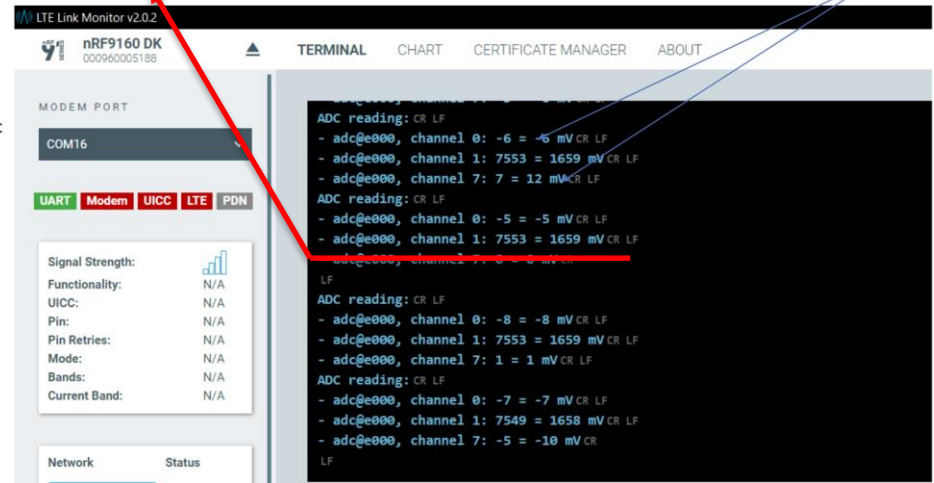 LTE Link Monitor v2.0.2
nRF9160 DK
000960005188
TERMINAL CHART CERTIFICATE MANAGER ABOUT
MODEM PORT
COM16
UART Modem UICC LTE PDN
Signal Strength:
Functionality: N/A
UICC: N/A
Pin: N/A
Pin Retries: N/A
Mode: N/A
Bands: N/A
Current Band: N/A
Network Status
ADC reading: CR LF
- adc@e000, channel 0: -6 = -6 mV CR LF
- adc@e000, channel 1: 7553 = 1659 mV CR LF
- adc@e000, channel 7: 7 = 12 mV CR LF
ADC reading: CR LF
- adc@e000, channel 0: -5 = -5 mV CR LF
- adc@e000, channel 1: 7553 = 1659 mV CR LF
- adc@e000, channel 7: mV CR
LF
ADC reading: CR LF
- adc@e000, channel 0: -8 = -8 mV CR LF
- adc@e000, channel 1: 7553 = 1659 mV CR LF
- adc@e000, channel 7: 1 = 1 mV CR LF
ADC reading: CR LF
- adc@e000, channel 0: -7 = -7 mV CR LF
- adc@e000, channel 1: 7549 = 1658 mV CR LF
- adc@e000, channel 7: -5 = -10 mV CR
LF